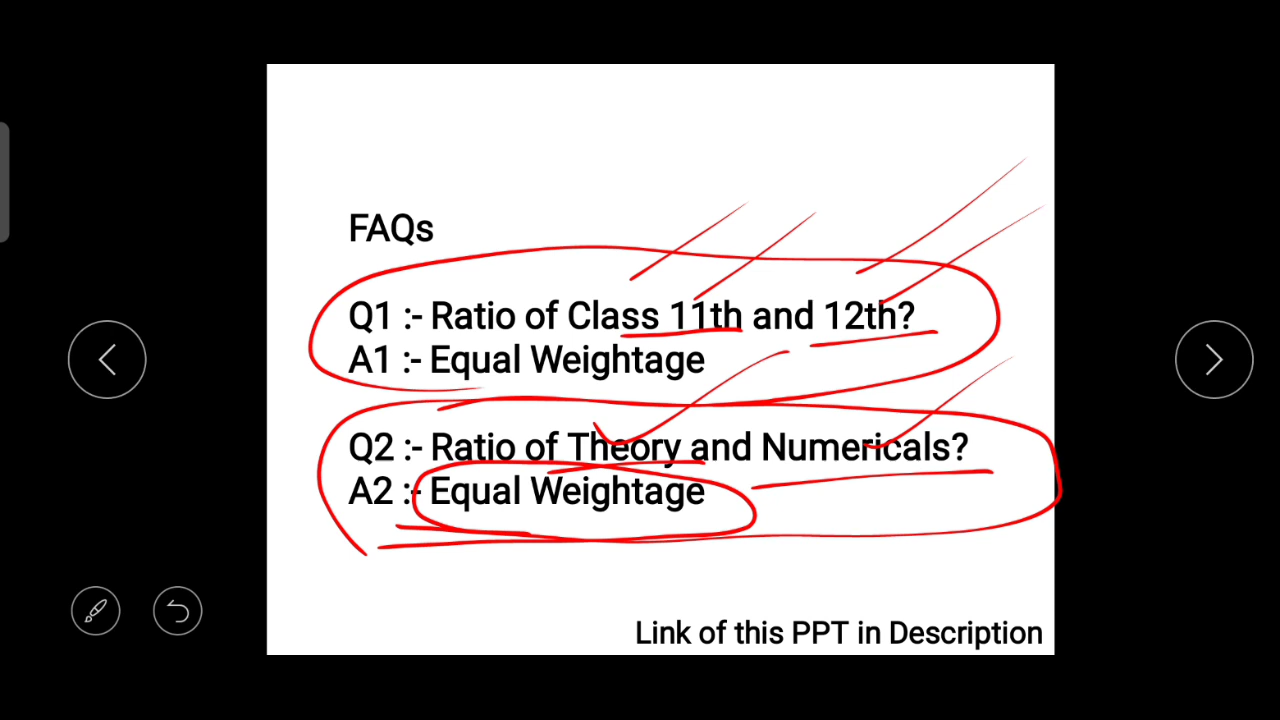 FAQs
Q1 :- Ratio of Class 11th and 12th?
A1 :- Equal Weightage
Q2 :- Ratio of Theory and Numericals?
A2 :- Equal Weightage
Link of this PPT in Description